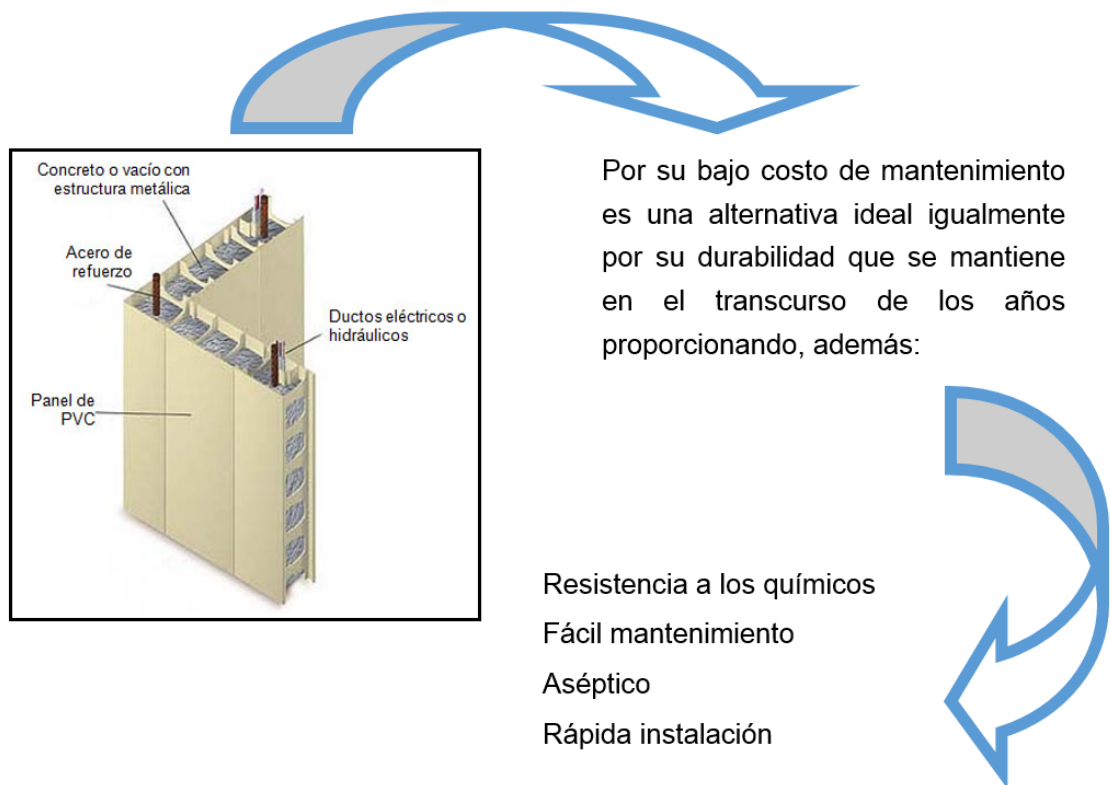 Concreto o vacío con
estructura metálica
Acero de
refuerzo
Ductos eléctricos o
hidráulicos
Panel de
PVC
Por su bajo costo de mantenimiento
es una alternativa ideal igualmente
por su durabilidad que se mantiene
en el transcurso de los años
proporcionando, además:
Resistencia a los químicos
Fácil mantenimiento
Aséptico
Rápida instalación